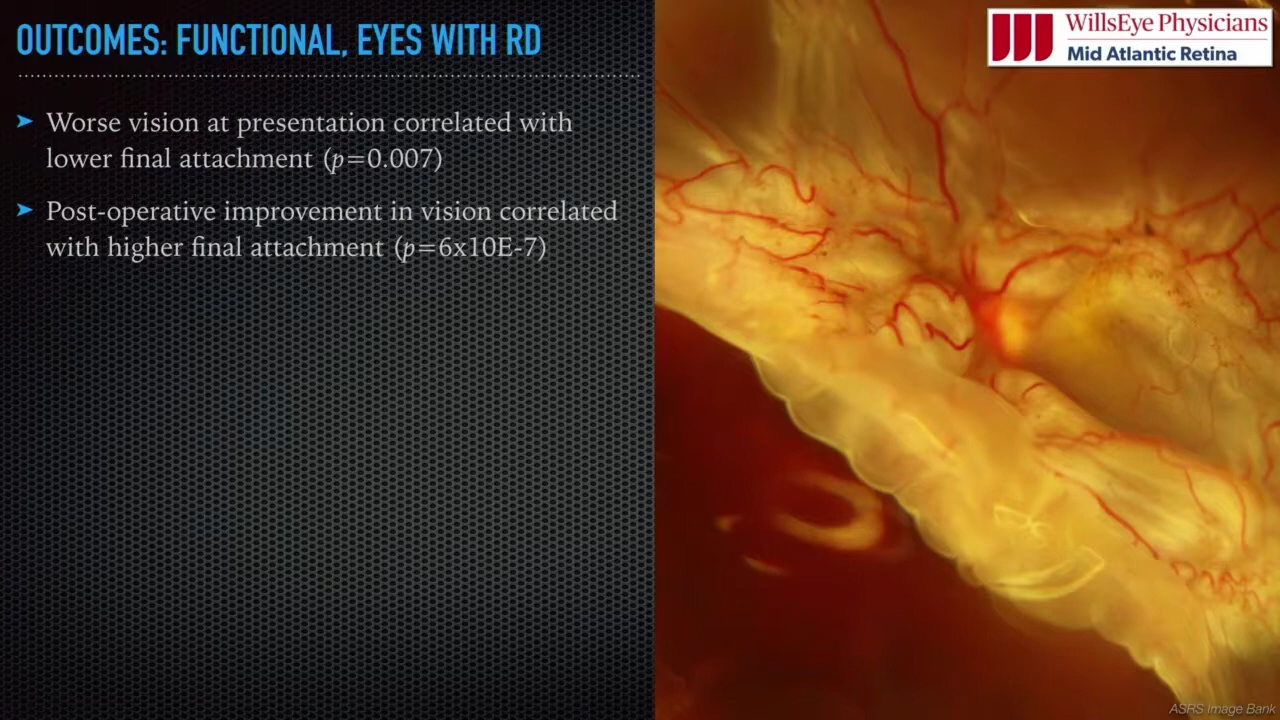 OUTCOMES: FUNCTIONAL, EYES WITH RD
Worse vision at presentation correlated with
lower final attachment (p=0.007)
Post-operative improvement in vision correlated
with higher final attachment (p=6x10E-7)
WillsEye Physicians
Mid Atlantic Retina
ASRS Image Bank